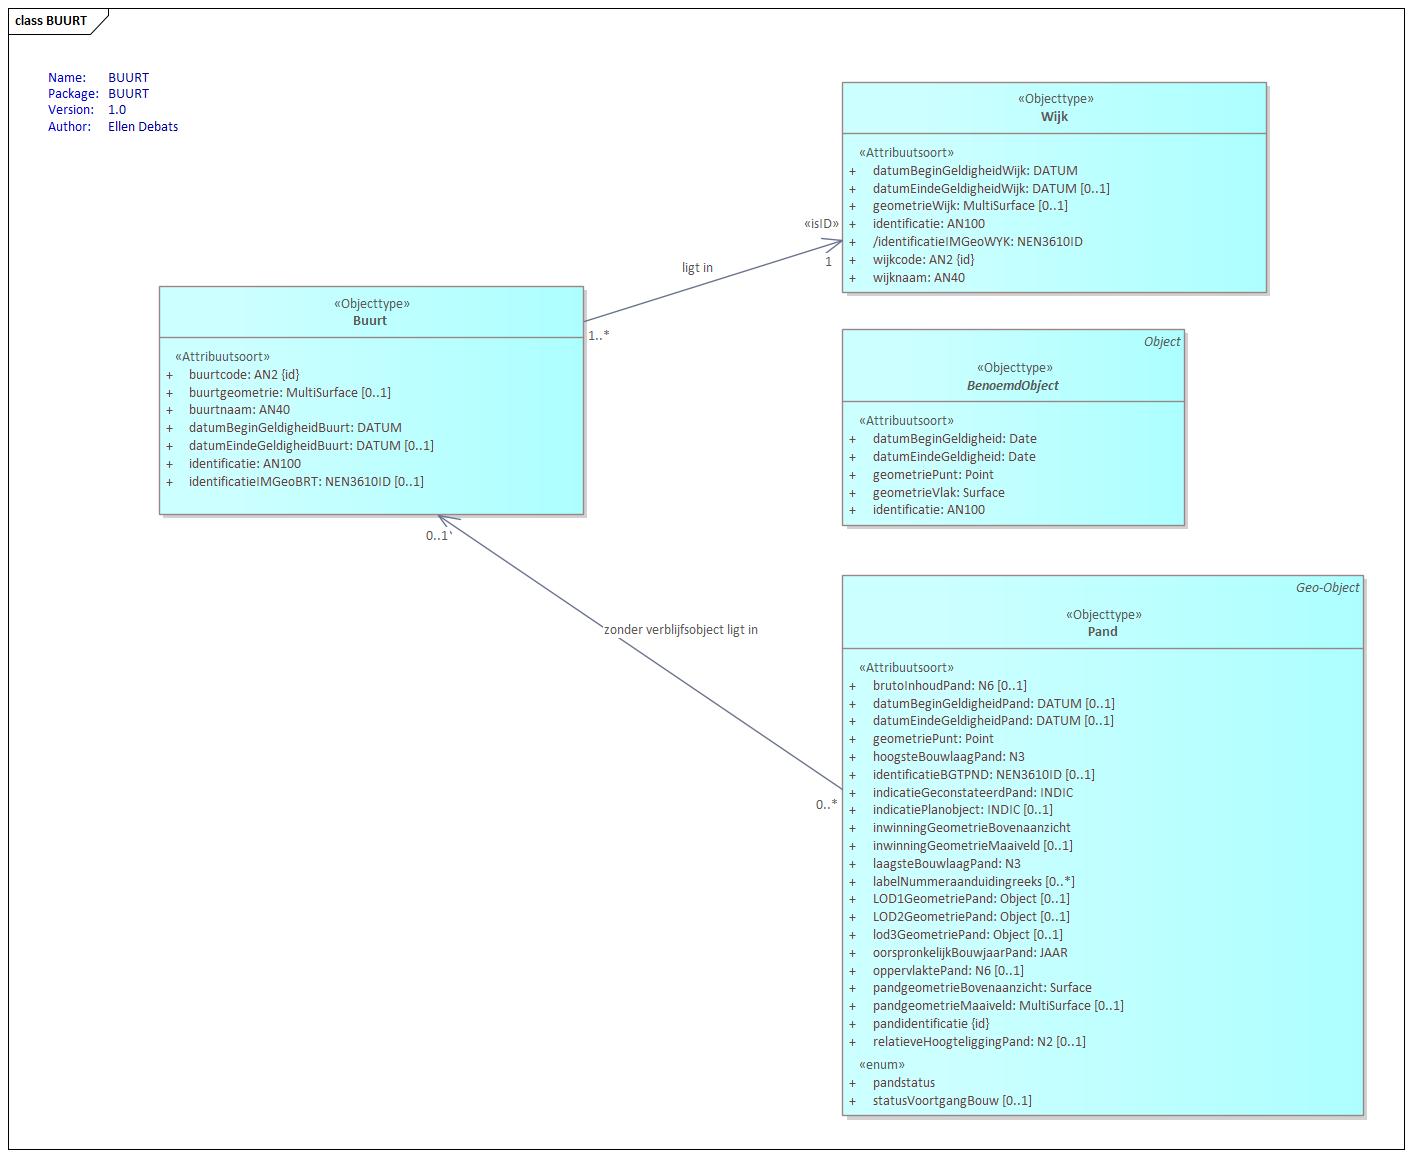 class BUURT
Name: BUURT
Package: BUURT
Version: 1.0
Author: Ellen Debats
«Objecttype»
Wijk
«Attribuutsoort»
+ datumBeginGeldigheidWijk: DATUM
+ datumEindeGeldigheidWijk: DATUM [0..1]
+ geometrieWijk: MultiSurface [0..1]
+ identificatie: AN100
+ /identificatieIMGeoWYK: NEN3610ID
+ wijkcode: AN2 {id}
+ wijknaam: AN40
«isID»
1
ligt in
1..*
«Objecttype»
Buurt
«Attribuutsoort»
+ buurtcode: AN2 {id}
+ buurtgeometrie: MultiSurface [0..1]
+ buurtnaam: AN40
+ datumBeginGeldigheidBuurt: DATUM
+ datumEindeGeldigheidBuurt: DATUM [0..1]
+ identificatie: AN100
+ identificatieIMGeoBRT: NEN3610ID [0..1]
0..1
Object
«Objecttype»
BenoemdObject
«Attribuutsoort»
+ datumBeginGeldigheid: Date
+ datumEindeGeldigheid: Date
+ geometriePunt: Point
+ geometrieVlak: Surface
+ identificatie: AN100
zonder verblijfsobject ligt in
0..*
Geo-Object
«Objecttype»
Pand
«Attribuutsoort»
+ brutoInhoudPand: N6 [0..1]
+ datumBeginGeldigheidPand: DATUM [0..1]
+ datumEindeGeldigheidPand: DATUM [0..1]
+ geometriePunt: Point
+ hoogsteBouwlaagPand: N3
+ identificatieBGTPND: NEN3610ID [0..1]
+ indicatieGeconstateerdPand: INDIC
+ indicatiePlanobject: INDIC [0..1]
+ inwinningGeometrieBovenaanzicht
+ inwinningGeometrieMaaiveld [0..1]
+ laagsteBouwlaagPand: N3
+ labelNummeraanduidingreeks [0..*]
+ LOD1GeometriePand: Object [0..1]
+ LOD2GeometriePand: Object [0..1]
+ lod3GeometriePand: Object [0..1]
+ oorspronkelijkBouwjaarPand: JAAR
+ oppervlaktePand: N6 [0..1]
+ pandgeometrieBovenaanzicht: Surface
+ pandgeometrieMaaiveld: MultiSurface [0..1]
+ pandidentificatie {id}
+ relatieveHoogteliggingPand: N2 [0..1]
«enum»
+ pandstatus
+ statusVoortgangBouw [0..1]